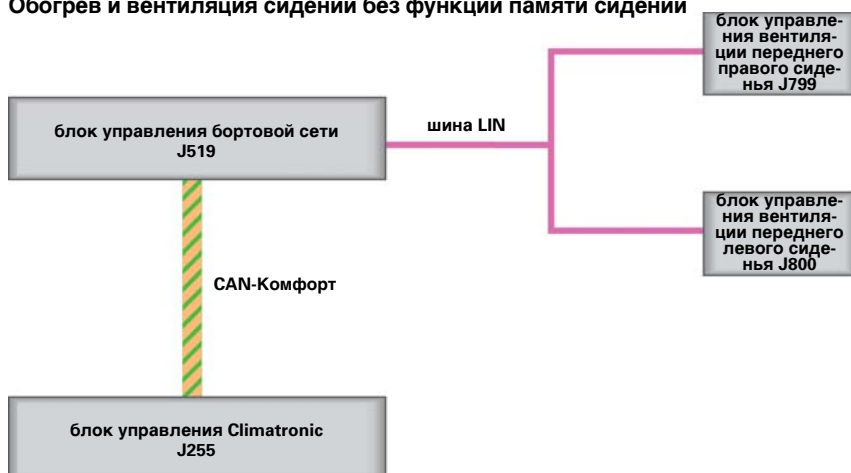 Обогрев и вентиляция сидений без функции памяти сидений
блок управле-
ния вентиля-
ции переднего
правого сиде-
нья J799
блок управления бортовой сети
J519
шина LIN
блок управле-
ния вентиля-
ции переднего
левого сиде-
нья J800
CAN-Комфорт
блок управления Climatronic
J255